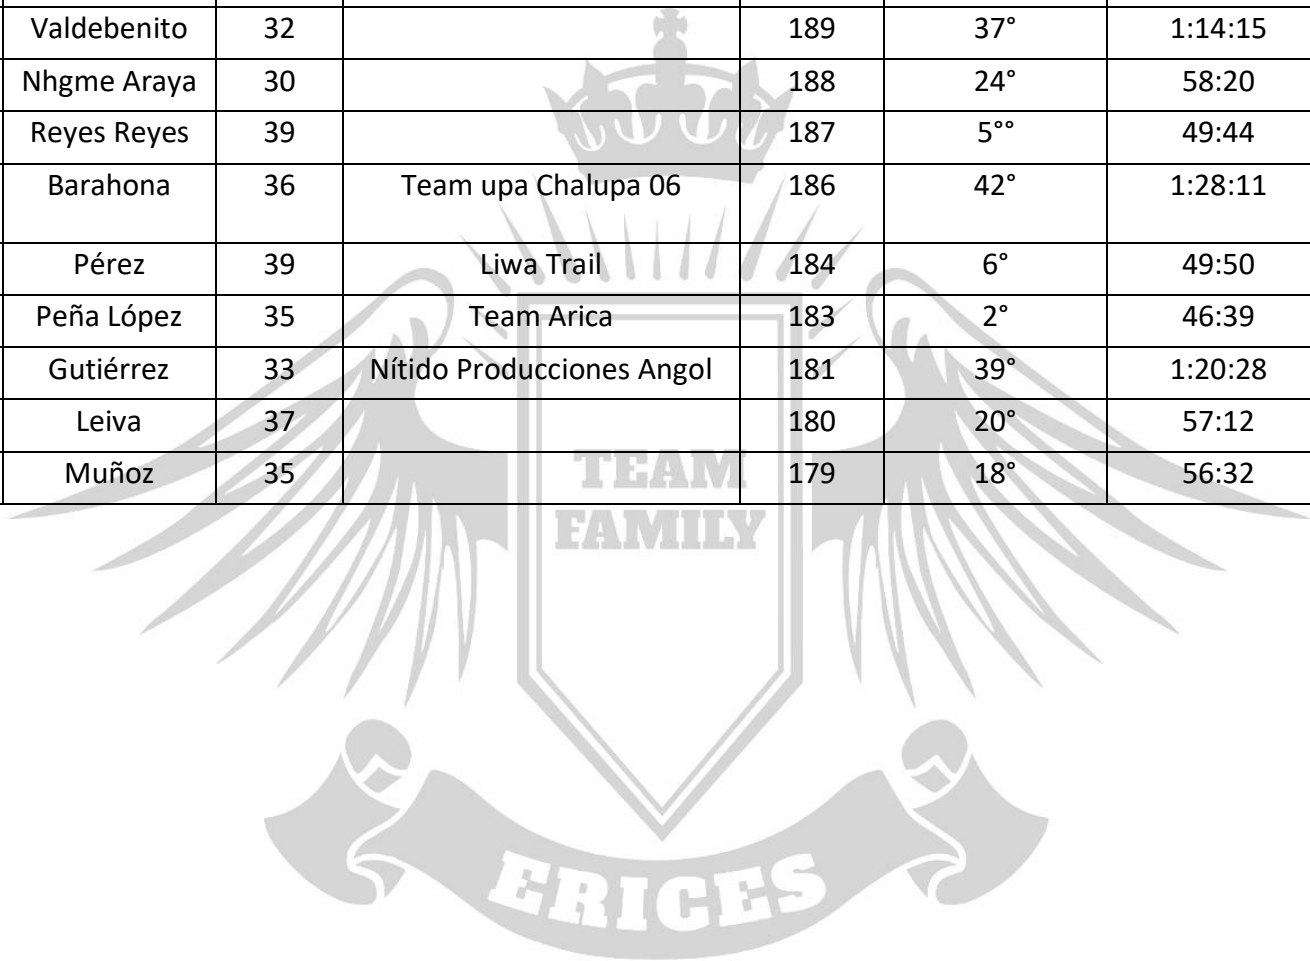 Valdebenito 32 189 37° 1:14:15
Nhgme Araya 30 188 24° 58:20
Reyes Reyes 39 187 5°° 49:44
Barahona 36 Team upa Chalupa 06 186 42° 1:28:11
Pérez 39 Liwa Trail 184 6° 49:50
Peña López 35 Team Arica 183 2° 46:39
Gutiérrez 33 Nítido Producciones Angol 181 39° 1:20:28
Leiva 37 180 20° 57:12
Muñoz 35 179 18° 56:32
TEAM
FAMILY
ERICES